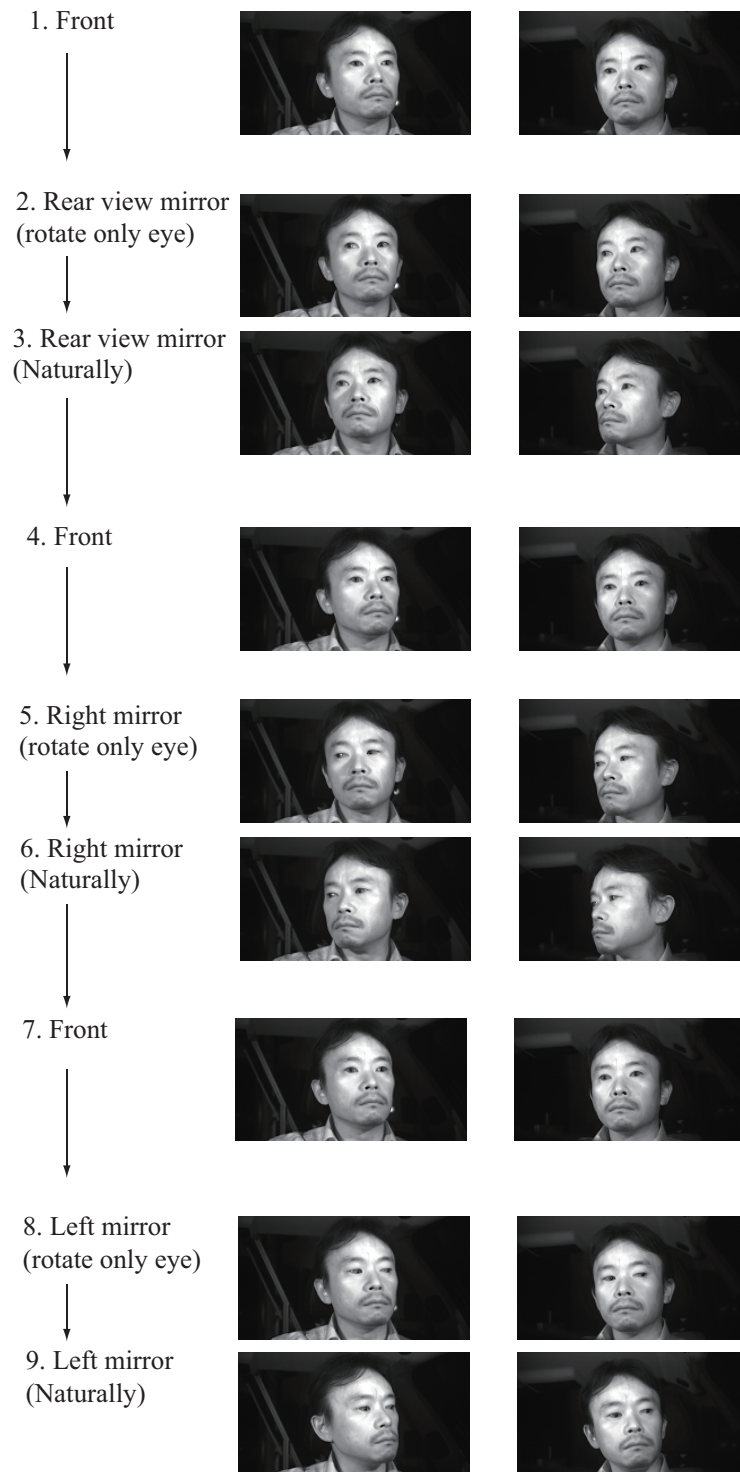 1. Front
2. Rear view mirror
(rotate only eye)
3. Rear view mirror
(Naturally)
4. Front
5. Right mirror
(rotate only eye)
6. Right mirror
(Naturally)
7. Front
8. Left mirror
(rotate only eye)
9. Left mirror
(Naturally)